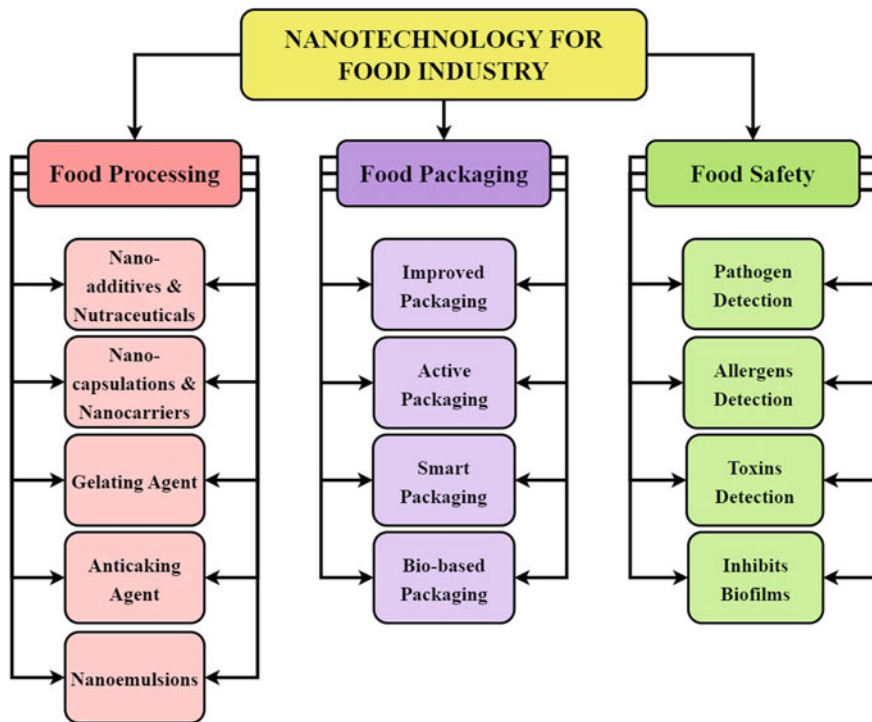 NANOTECHNOLOGY FOR
FOOD INDUSTRY
Food Processing
Nano-
additives &
Nutraceuticals
Nano-
capsulations &
Nanocarriers
Gelating Agent
Anticaking
Agent
Nanoemulsions
Food Packaging
Improved
Packaging
Active
Packaging
Smart
Packaging
Bio-based
Packaging
Food Safety
Pathogen
Detection
Allergens
Detection
Toxins
Detection
Inhibits
Biofilms